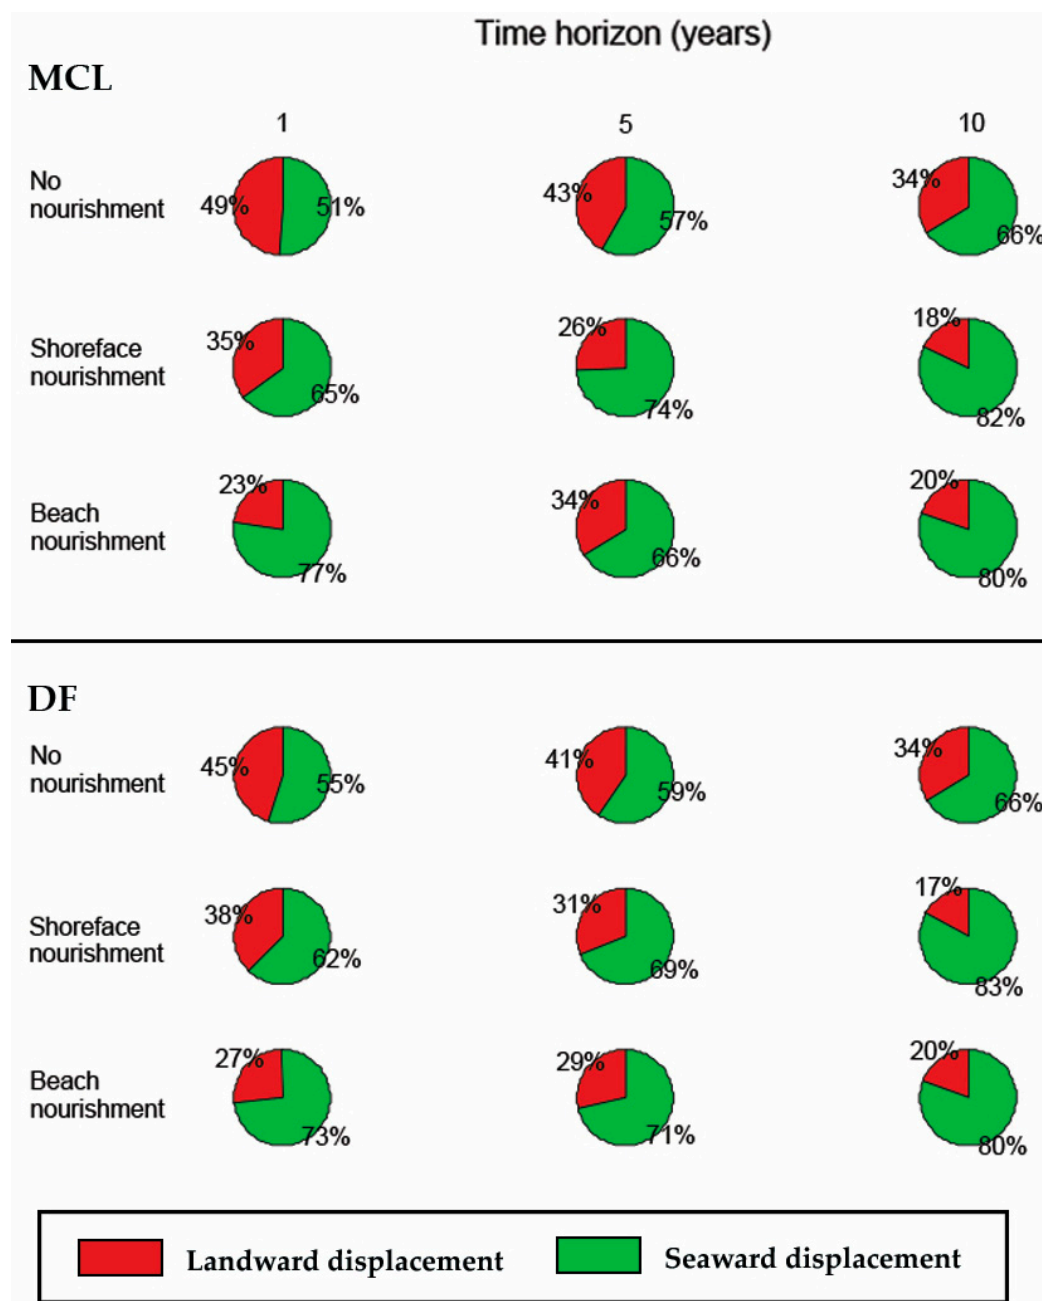 Time horizon (years)
MCL
1 5 10
No
nourishment
49% 51% 43% 57% 34% 66%
Shoreface
nourishment
35% 65% 26% 74% 18% 82%
Beach
nourishment
23% 77% 34% 66% 20% 80%
DF
No
nourishment
45% 55% 41% 59% 34% 66%
Shoreface
nourishment
38% 62% 31% 69% 17% 83%
Beach
nourishment
27% 73% 29% 71% 20% 80%
Landward displacement Seaward displacement